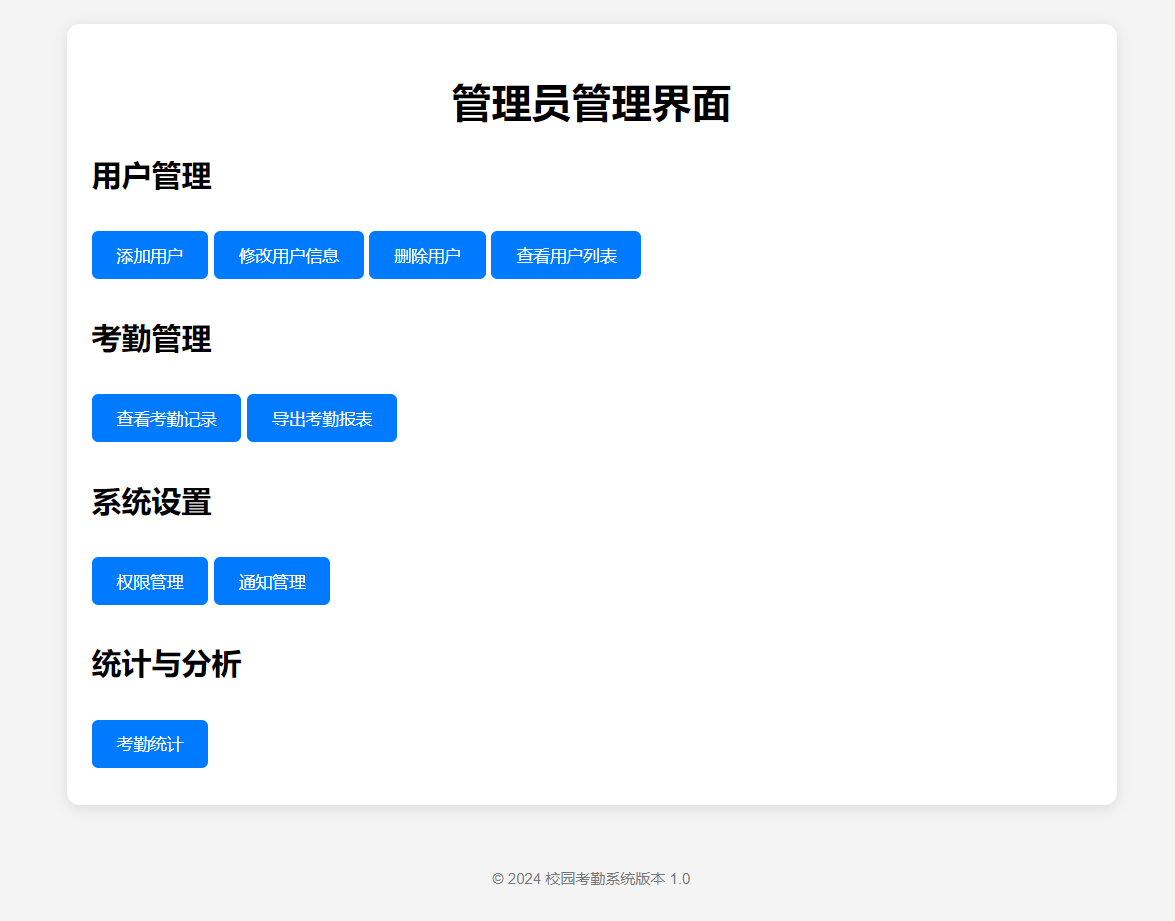 管理员管理界面
用户管理
添加用户 修改用户信息 删除用户 查看用户列表
考勤管理
查看考勤记录 导出考勤报表
系统设置
权限管理 通知管理
统计与分析
考勤统计
© 2024 校园考勤系统版本 1.0